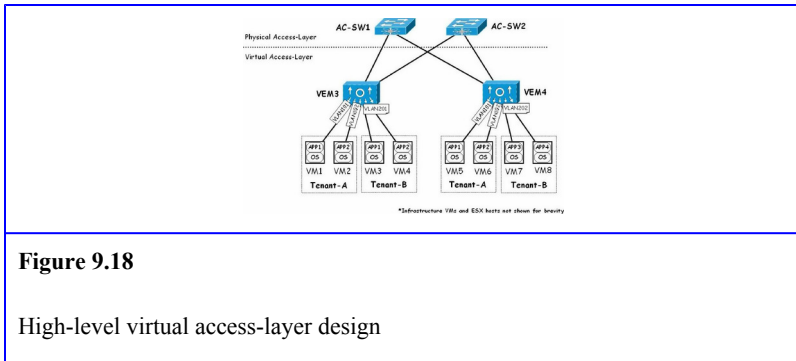 AC-SW1
AC-SW2
Physical Access-Layer
Virtual Access-Layer
VEM3
VEM4
VLAN201
VLAN202
APP1 APP2 APP1 APP2
OS OS OS OS
VM1 VM2 VM3 VM4
Tenant-A Tenant-B
APP1 APP2 APP3 APP4
OS OS OS OS
VM5 VM6 VM7 VM8
Tenant-A Tenant-B
*Infrastructure VMs and ESX hosts not shown for brevity
Figure 9.18
High-level virtual access-layer design